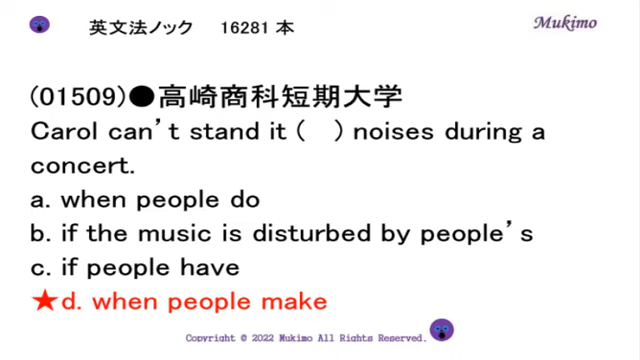 英文法ノック 16281 本
Mukimo
(01509)●高崎商科短期大学
Carol can't stand it ( ) noises during a
concert.
a. when people do
b. if the music is disturbed by people's
c. if people have
★d. when people make
Copyright © 2022 Mukimo All Rights Reserved.